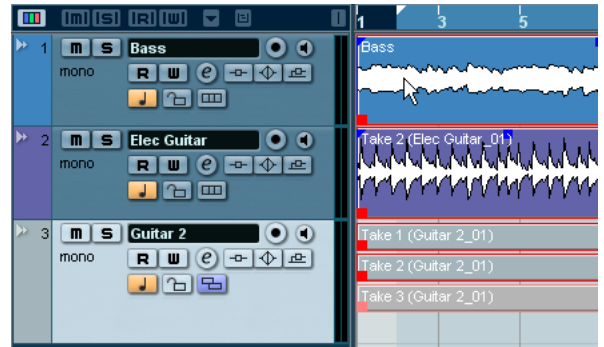 [m] [S] [R] [W] 1 3 5
1 m S Bass
mono R W e
Bass
2 m S Elec Guitar
mono R W e
Take 2 (Elec Guitar_01)
3 m S Guitar 2
mono R W e
Take 1 (Guitar 2_01)
Take 2 (Guitar 2_01)
Take 3 (Guitar 2_01)